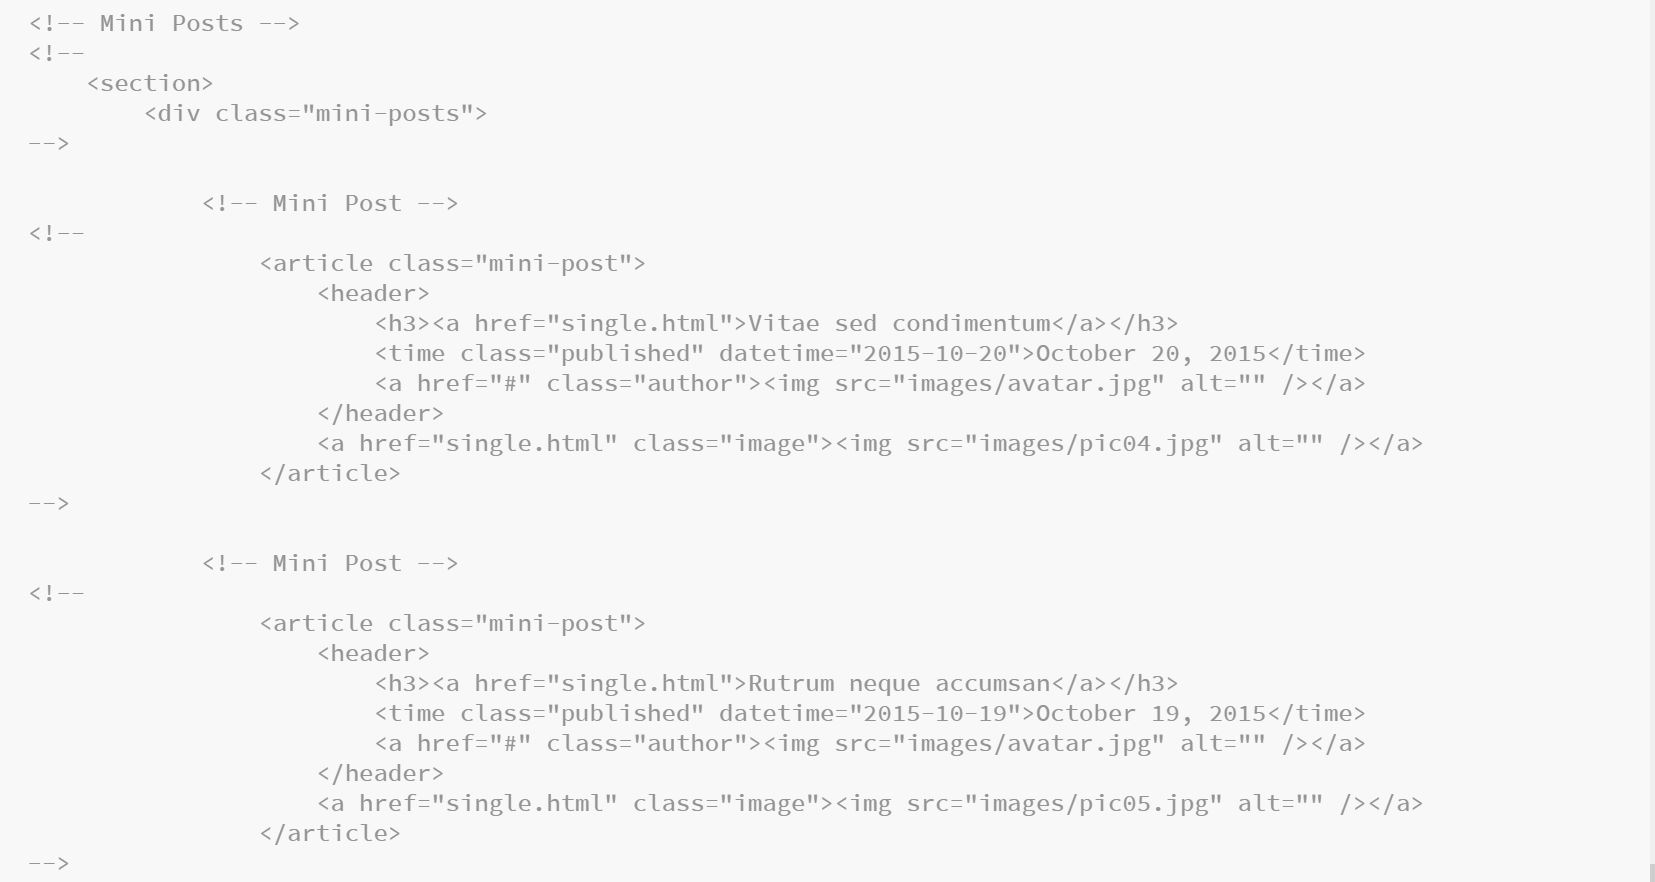 <!-- Mini Posts -->
<!--
    <section>
        <div class="mini-posts">
-->

            <!-- Mini Post -->
<!--
                <article class="mini-post">
                    <header>
                        <h3><a href="single.html">Vitae sed condimentum</a></h3>
                        <time class="published" datetime="2015-10-20">October 20, 2015</time>
                        <a href="#" class="author"><img src="images/avatar.jpg" alt="" /></a>
                    </header>
                    <a href="single.html" class="image"><img src="images/pic04.jpg" alt="" /></a>
                </article>
-->

            <!-- Mini Post -->
<!--
                <article class="mini-post">
                    <header>
                        <h3><a href="single.html">Rutrum neque accumsan</a></h3>
                        <time class="published" datetime="2015-10-19">October 19, 2015</time>
                        <a href="#" class="author"><img src="images/avatar.jpg" alt="" /></a>
                    </header>
                    <a href="single.html" class="image"><img src="images/pic05.jpg" alt="" /></a>
                </article>
-->